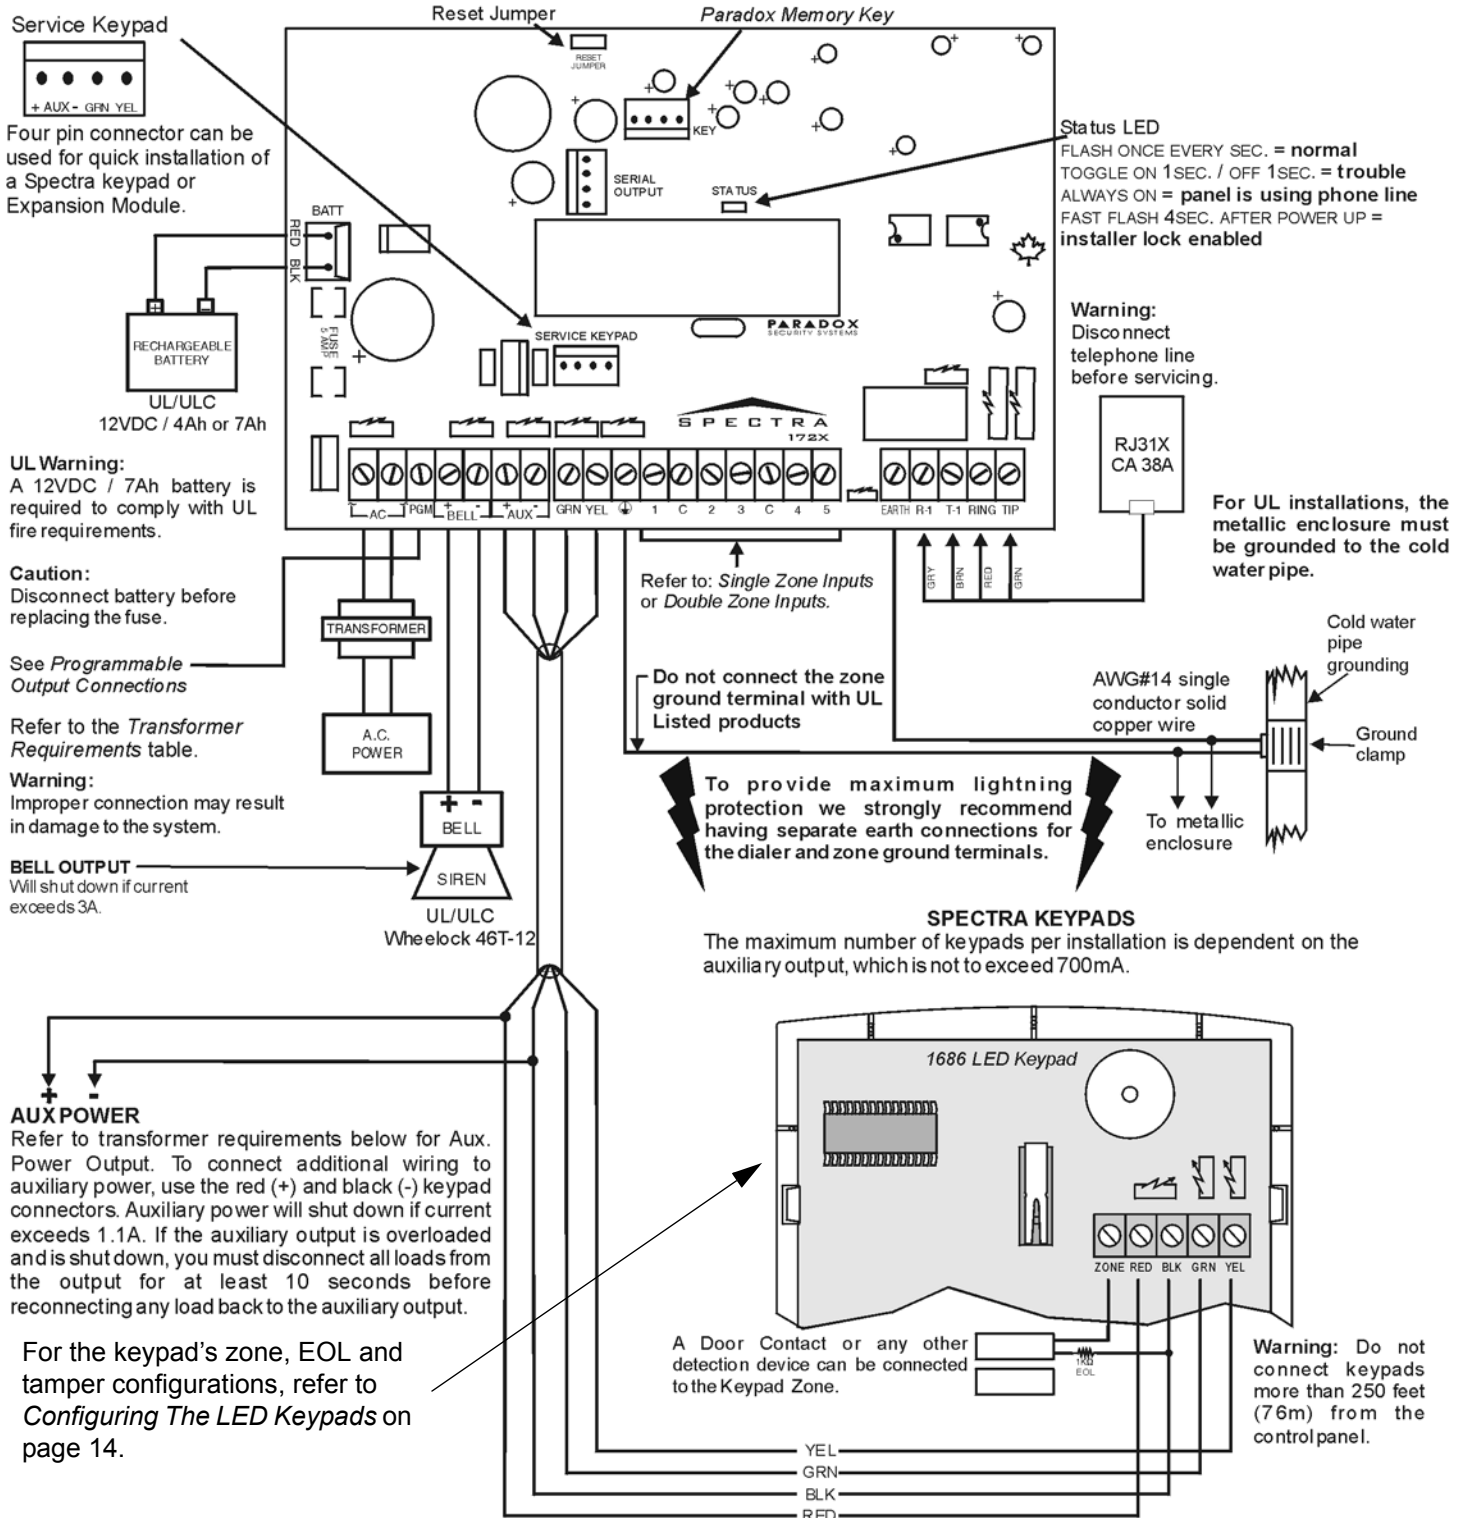 Service Keypad
+ AUX - GRN YEL
Four pin connector can be
used for quick installation of
a Spectra keypad or
Expansion Module.
Reset Jumper
RESET
JUMPER
Paradox Memory Key
KEY
SERIAL
OUTPUT
STATUS
Status LED
FLASH ONCE EVERY SEC. = normal
TOGGLE ON 1SEC. / OFF 1SEC. = trouble
ALWAYS ON = panel is using phone line
FAST FLASH 4SEC. AFTER POWER UP =
installer lock enabled
BATT
RED
BLK
FUSE
5 AMP
+ -
RECHARGEABLE
BATTERY
UL/ULC
12VDC / 4Ah or 7Ah
SERVICE KEYPAD
PARADOX
SECURITY SYSTEMS
SPECTRA
172X
Warning:
Disconnect
telephone line
before servicing.
RJ31X
CA 38A
UL Warning:
A 12VDC / 7Ah battery is
required to comply with UL
fire requirements.
~ AC ~ PGM + BELL - + AUX - GRN YEL 1 C 2 3 C 4 5
EARTH R-1 T-1 RING TIP
GRY
BRN
RED
GRN
For UL installations, the
metallic enclosure must
be grounded to the cold
water pipe.
Caution:
Disconnect battery before
replacing the fuse.
Refer to: Single Zone Inputs
or Double Zone Inputs.
TRANSFORMER
A.C.
POWER
See Programmable
Output Connections
Refer to the Transformer
Requirements table.
Warning:
Improper connection may result
in damage to the system.
Do not connect the zone
ground terminal with UL
Listed products
AWG#14 single
conductor solid
copper wire
Cold water
pipe
grounding
Ground
clamp
To metallic
enclosure
To provide maximum lightning
protection we strongly recommend
having separate earth connections for
the dialer and zone ground terminals.
BELL OUTPUT
Will shut down if current
exceeds 3A.
+ -
BELL
SIREN
UL/ULC
Wheelock 46T-12
SPECTRA KEYPADS
The maximum number of keypads per installation is dependent on the
auxiliary output, which is not to exceed 700mA.
+ -
AUX POWER
Refer to transformer requirements below for Aux.
Power Output. To connect additional wiring to
auxiliary power, use the red (+) and black (-) keypad
connectors. Auxiliary power will shut down if current
exceeds 1.1A. If the auxiliary output is overloaded
and is shut down, you must disconnect all loads from
the output for at least 10 seconds before
reconnecting any load back to the auxiliary output.
1686 LED Keypad
ZONE RED BLK GRN YEL
For the keypad's zone, EOL and
tamper configurations, refer to
Configuring The LED Keypads on
page 14.
A Door Contact or any other
detection device can be connected
to the Keypad Zone.
1KΩ
EOL
Warning: Do not
connect keypads
more than 250 feet
(76m) from the
control panel.
YEL
GRN
BLK
RED